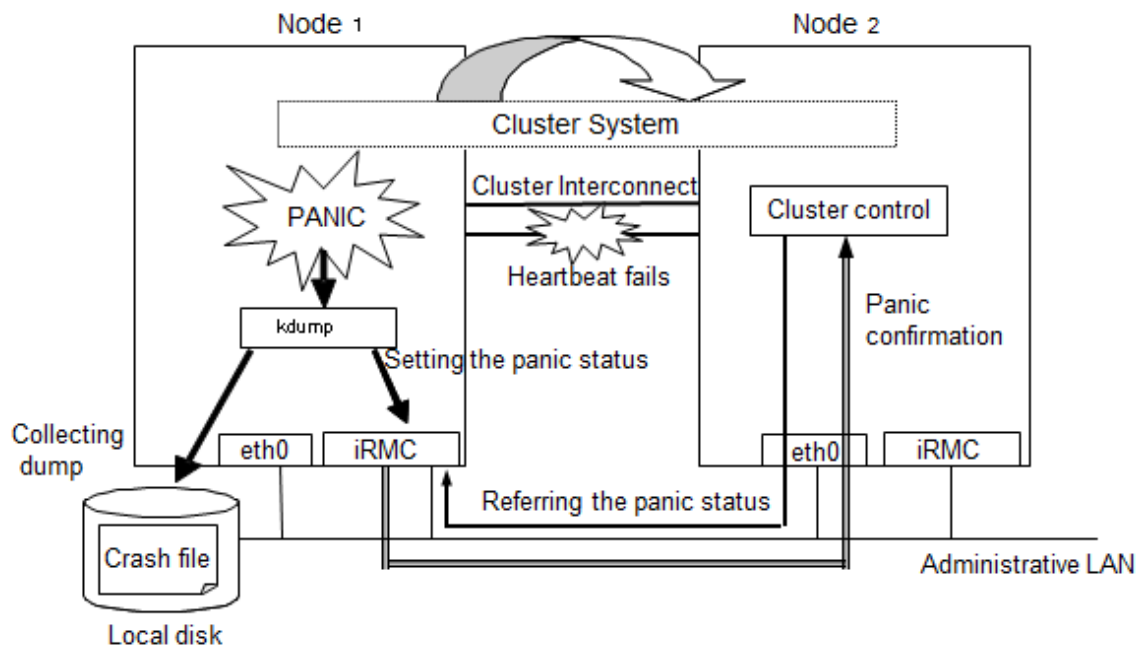 Node 1
Node 2
Cluster System
PANIC
Cluster Interconnect
Cluster control
Heartbeat fails
Panic
confirmation
kdump
Setting the panic status
Collecting
dump
eth0
iRMC
eth0
iRMC
Referring the panic status
Crash file
Administrative LAN
Local disk